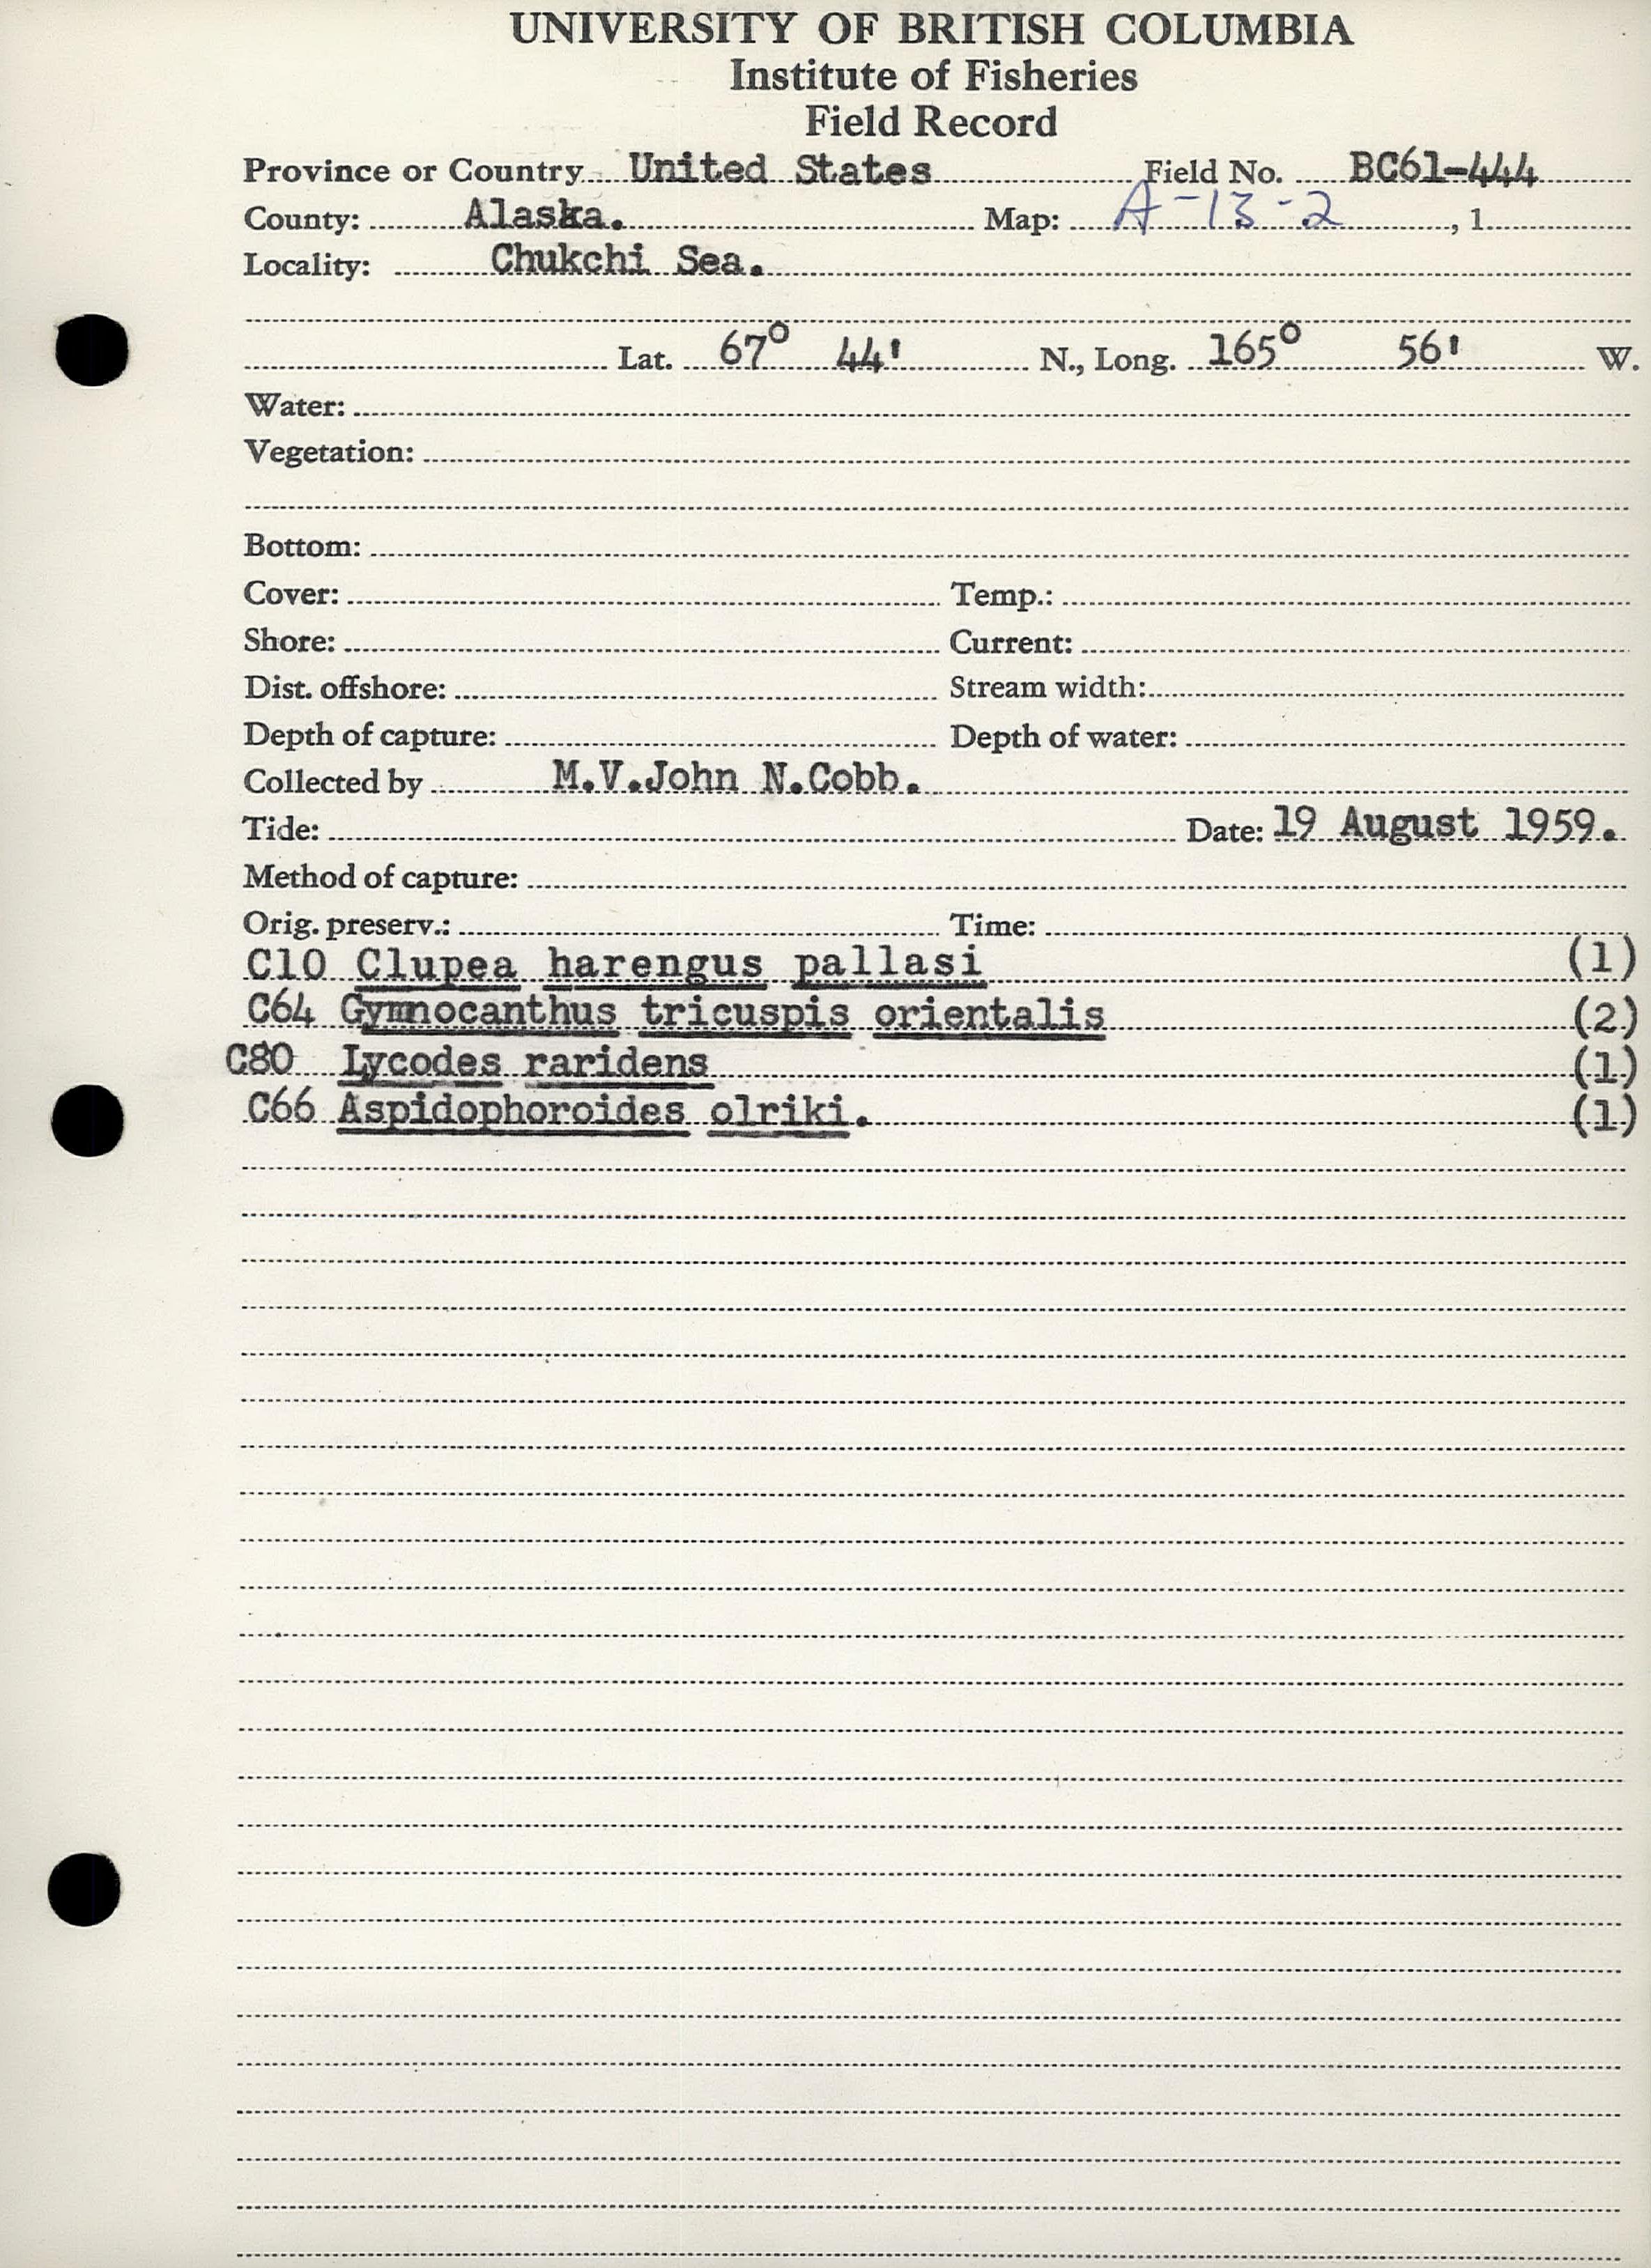 UNIVERSITY OF BRITISH COLUMBIA
Institute of Fisheries
Field Record
Province or Country United States Field No. BC61-444
County: Alaska. Map: A-13-2, 1
Locality: Chukchi Sea.
Lat. 67° 44' N., Long. 165° 56' W.
Water:
Vegetation:
Bottom:
Cover: Temp.:
Shore: Current:
Dist. offshore: Stream width:
Depth of capture: Depth of water:
Collected by M.V.John N.Cobb.
Tide: Date: 19 August 1959.
Method of capture:
Orig. preserv.: Time:
C10 Clupea harengus pallasi (1)
C64 Gymnocanthus tricuspis orientalis (2)
C80 Lycodes raridens (1)
C66 Aspidophoroides olriki. (1)